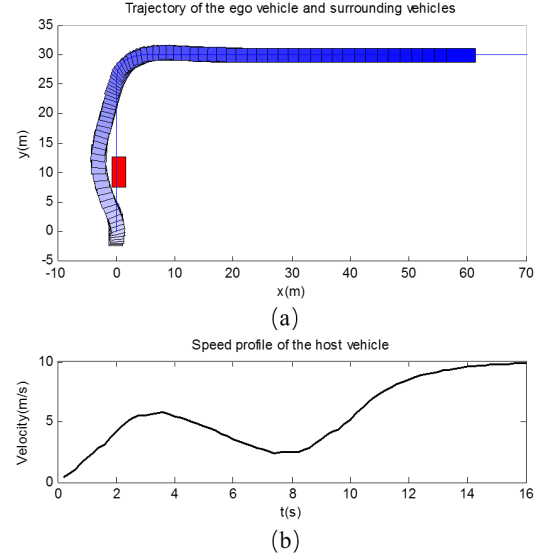 Trajectory of the ego vehicle and surrounding vehicles
35
30
25
20
15
10
5
0
-5
y(m)
-10 0 10 20 30 40 50 60 70
x(m)
(a)
Speed profile of the host vehicle
10
5
0
Velocity(m/s)
0 2 4 6 8 10 12 14 16
t(s)
(b)